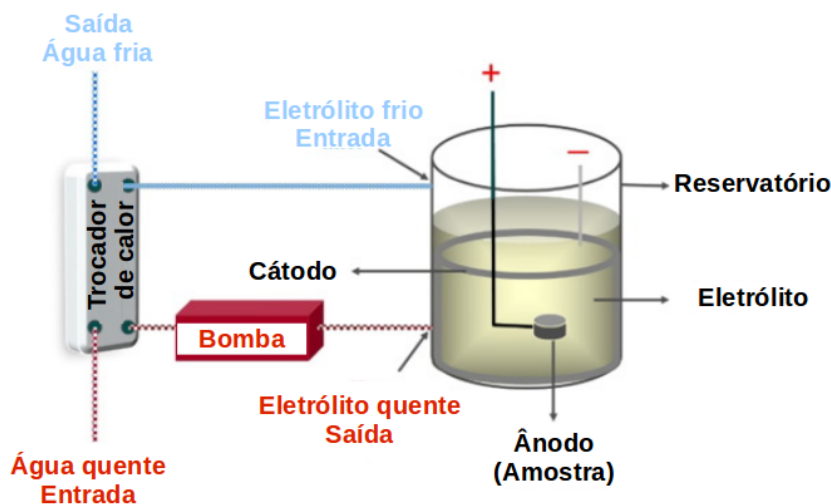 Saída
Água fria
Eletrólito frio
Entrada
+
−
Reservatório
Trocador
de calor
Cátodo
Eletrólito
Bomba
Eletrólito quente
Saída
Ânodo
(Amostra)
Água quente
Entrada